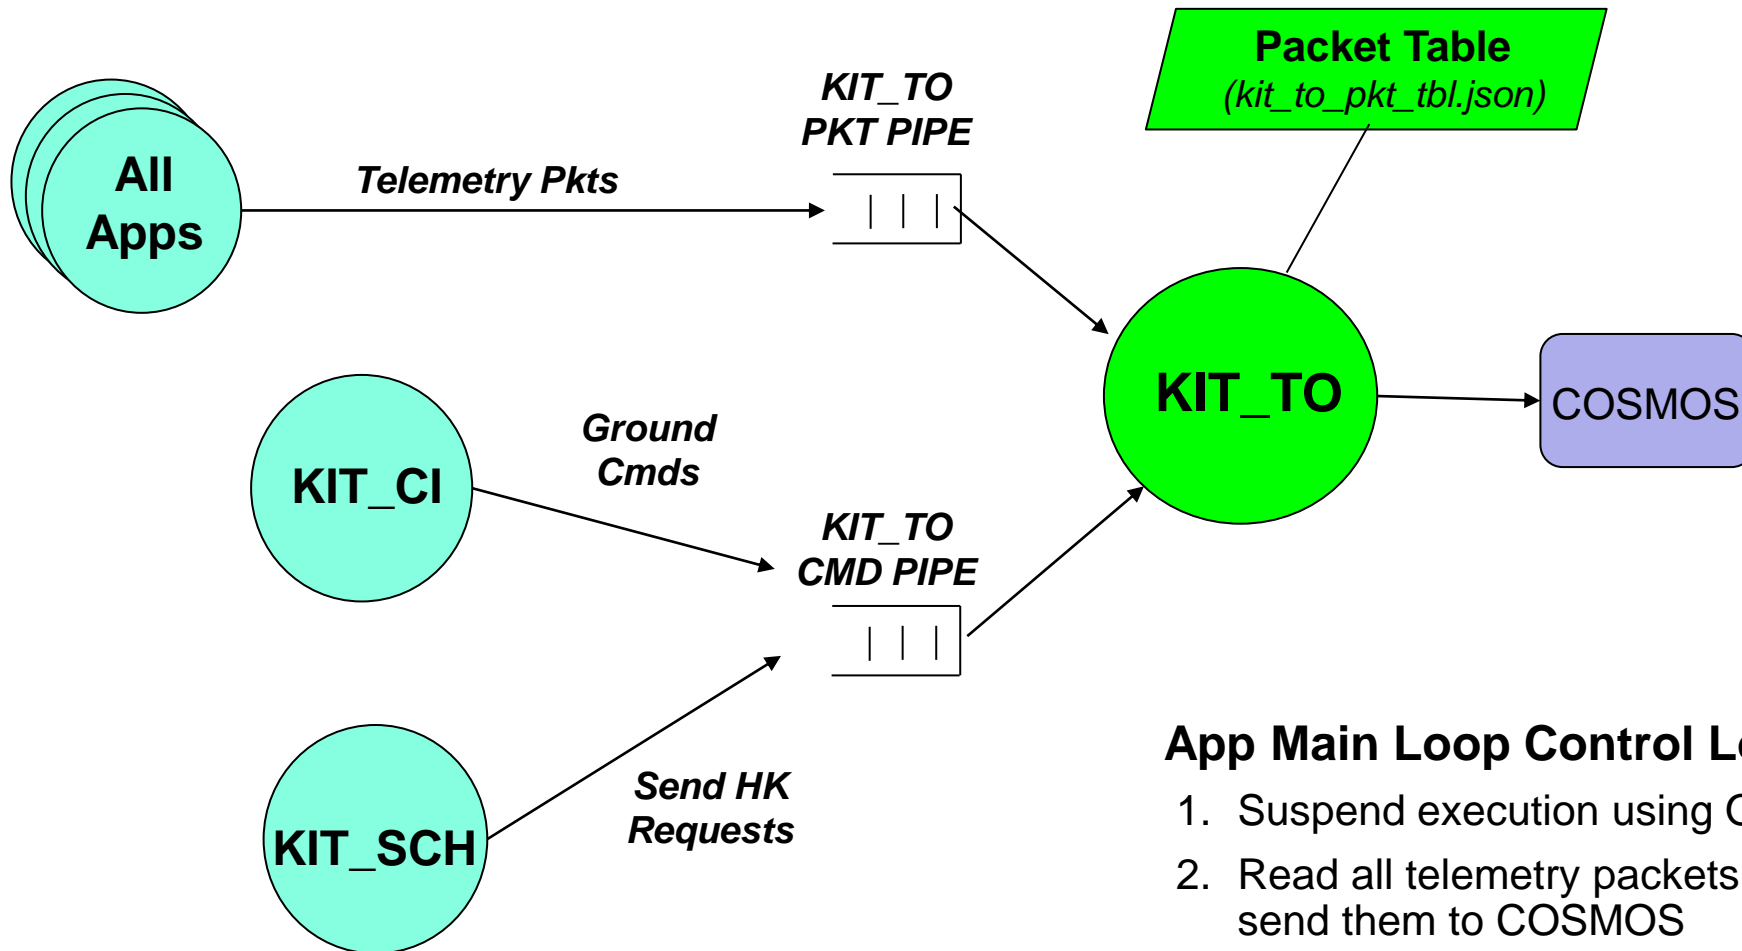 Packet Table
(kit_to_pkt_tbl.json)
KIT_TO
PKT PIPE
All
Apps
Telemetry Pkts
KIT_TO
COSMOS
Ground
Cmds
KIT_CI
KIT_TO
CMD PIPE
Send HK
Requests
KIT_SCH
App Main Loop Control
1. Suspend execution using
2. Read all telemetry packets
send them to COSMOS